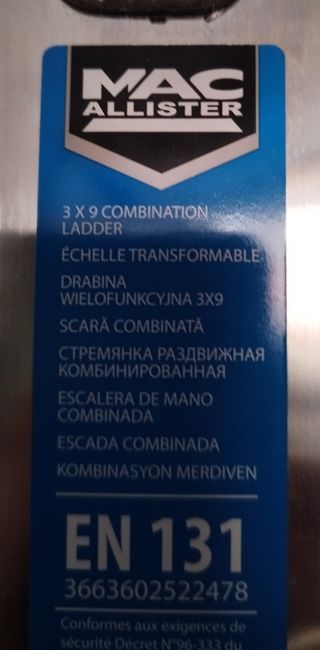 MAC
ALLISTER
3 X 9 COMBINATION
LADDER
ÉCHELLE TRANSFORMABLE
DRABINA
WIELOFUNKCYJNA 3X9
SCARĂ COMBINATĂ
СТРЕМЯНКА РАЗДВИЖНАЯ
КОМБИНИРОВАННАЯ
ESCALERA DE MANO
COMBINADA
ESCADA COMBINADA
KOMBINASYON MERDIVEN
EN 131
3663602522478
Conformes aux exigences de
sécurité Décret N°96-333 du